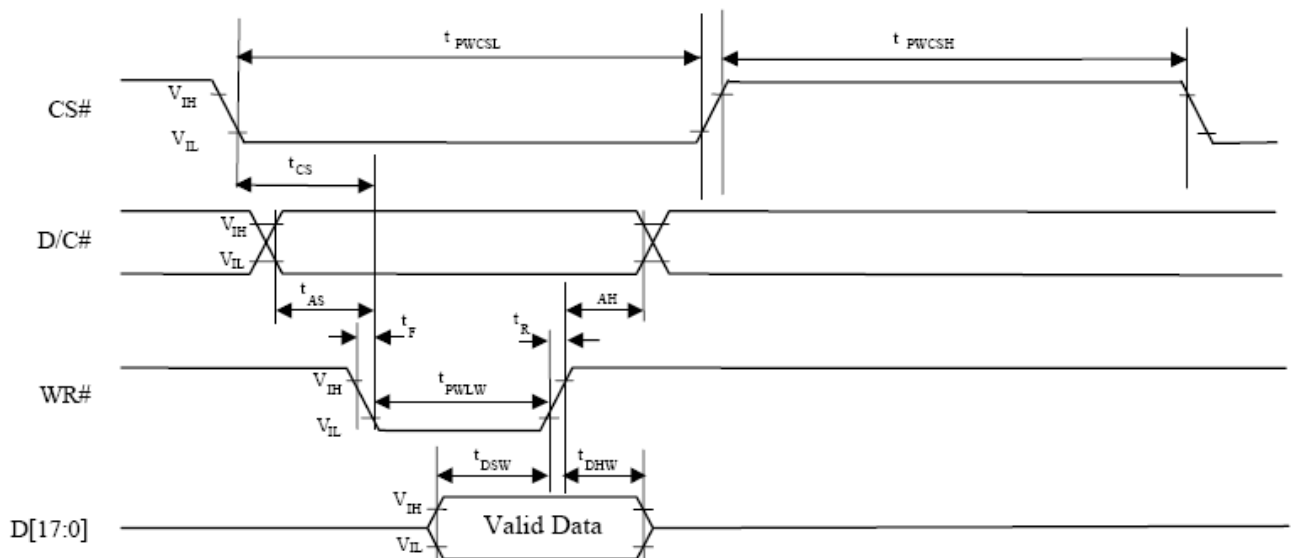 t PWCSL
t PWCSH
CS#
VIH
VIL
tCS
D/C#
VIH
VIL
tAS
AH
tF
tR
WR#
VIH
VIL
tPWLW
tDSW
tDHW
D[17:0]
VIH
VIL
Valid Data